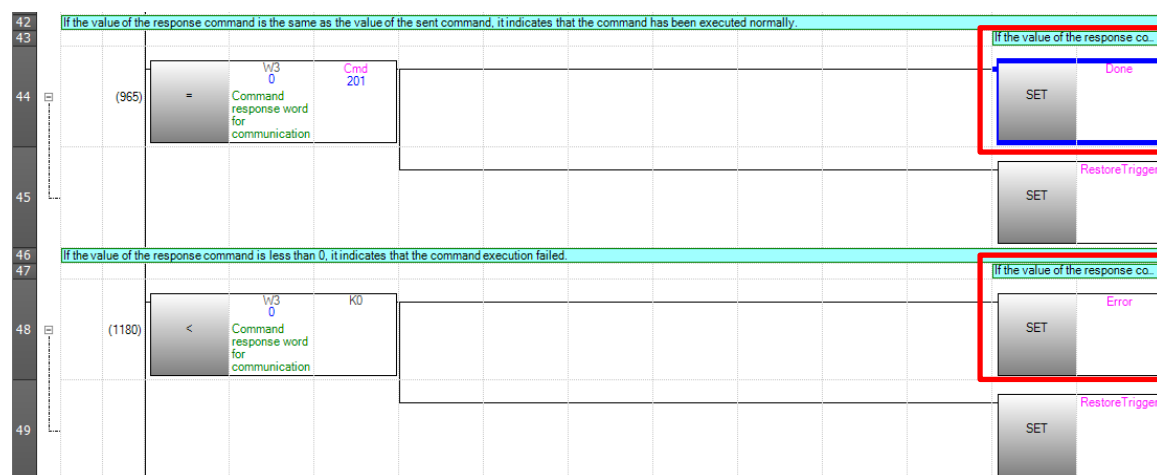 42 If the value of the response command is the same as the value of the sent command, it indicates that the command has been executed normally.
43 If the value of the response co..
W3 Cmd Done
0 201
44 (965) = Command SET
response word
for
communication
RestoreTrigger
45 SET
46 If the value of the response command is less than 0, it indicates that the command execution failed.
47 If the value of the response co..
W3 K0 Error
0
48 (1180) < Command SET
response word
for
communication
RestoreTrigger
49 SET